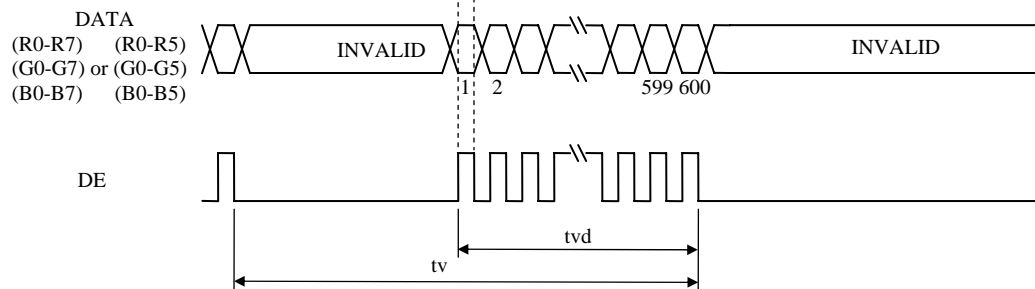 DATA
(R0-R7) (R0-R5)
(G0-G7) or (G0-G5)
(B0-B7) (B0-B5)
INVALID
INVALID
1 2 599 600
DE
tvd
tv